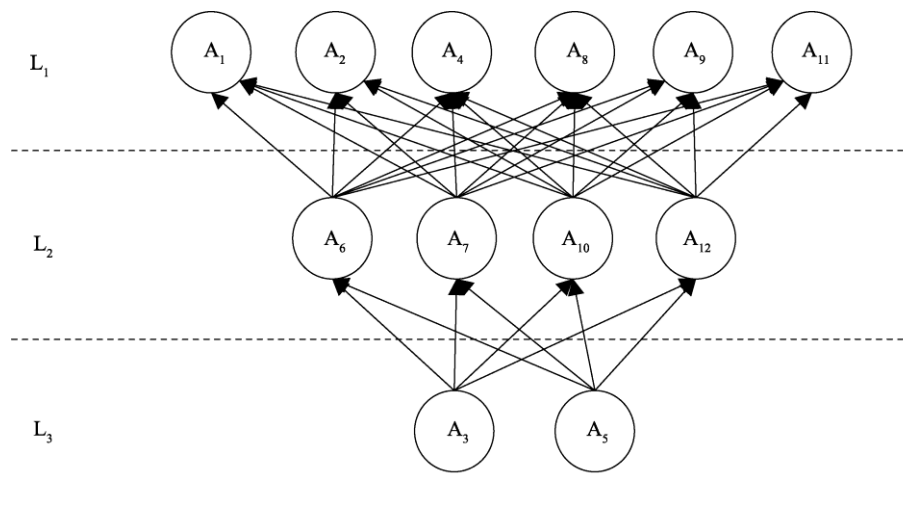 L₁ A₁ A₂ A₄ A₈ A₉ A₁₁
L₂ A₆ A₇ A₁₀ A₁₂
L₃ A₃ A₅